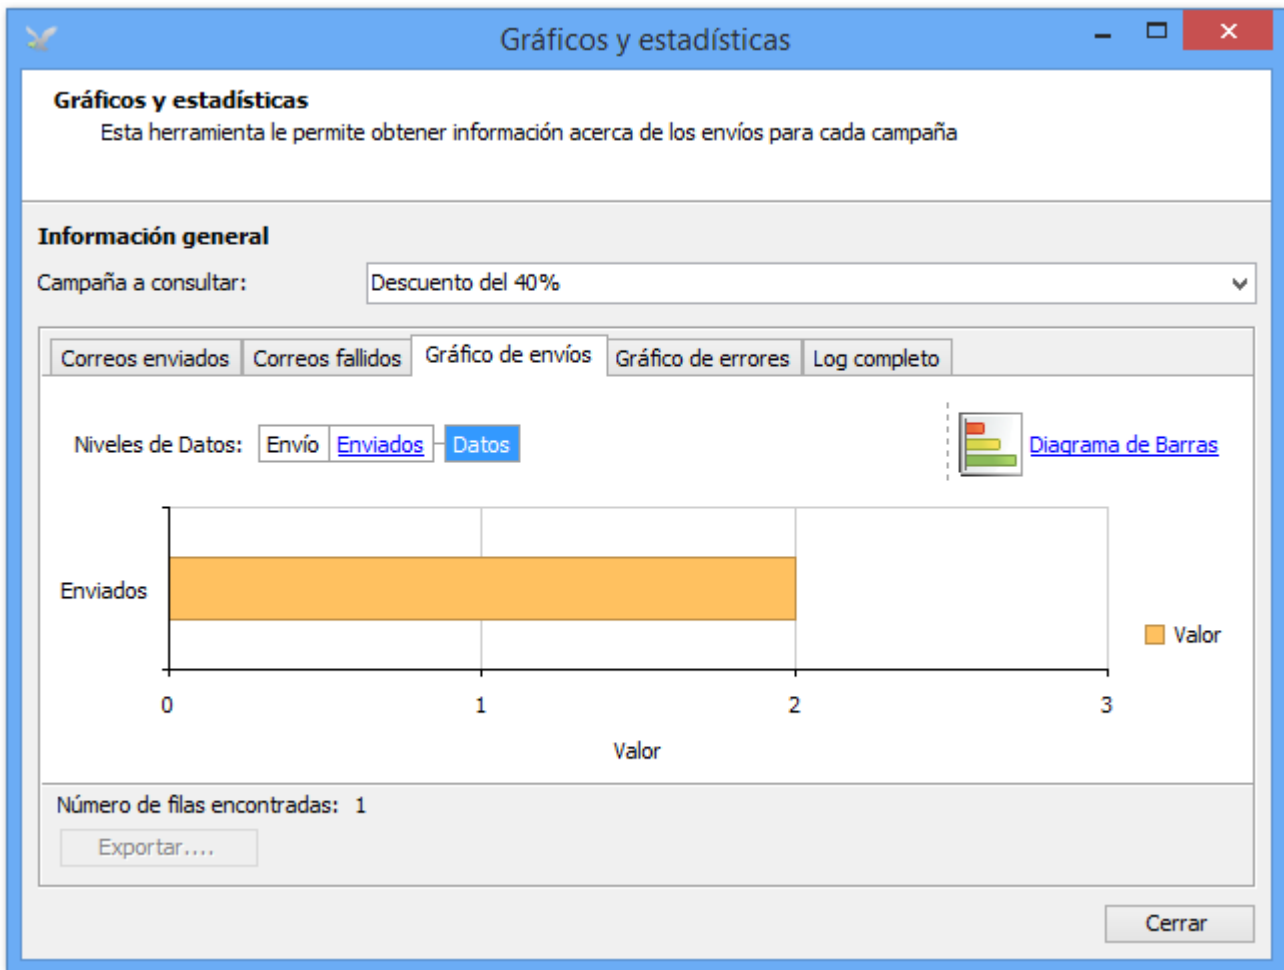 Gráficos y estadísticas
Gráficos y estadísticas
Esta herramienta le permite obtener información acerca de los envíos para cada campaña
Información general
Campaña a consultar: Descuento del 40%
Correos enviados Correos fallidos Gráfico de envíos Gráfico de errores Log completo
Niveles de Datos: Envío Enviados Datos Diagrama de Barras
Enviados
Valor
0 1 2 3
Valor
Número de filas encontradas: 1
Exportar....
Cerrar